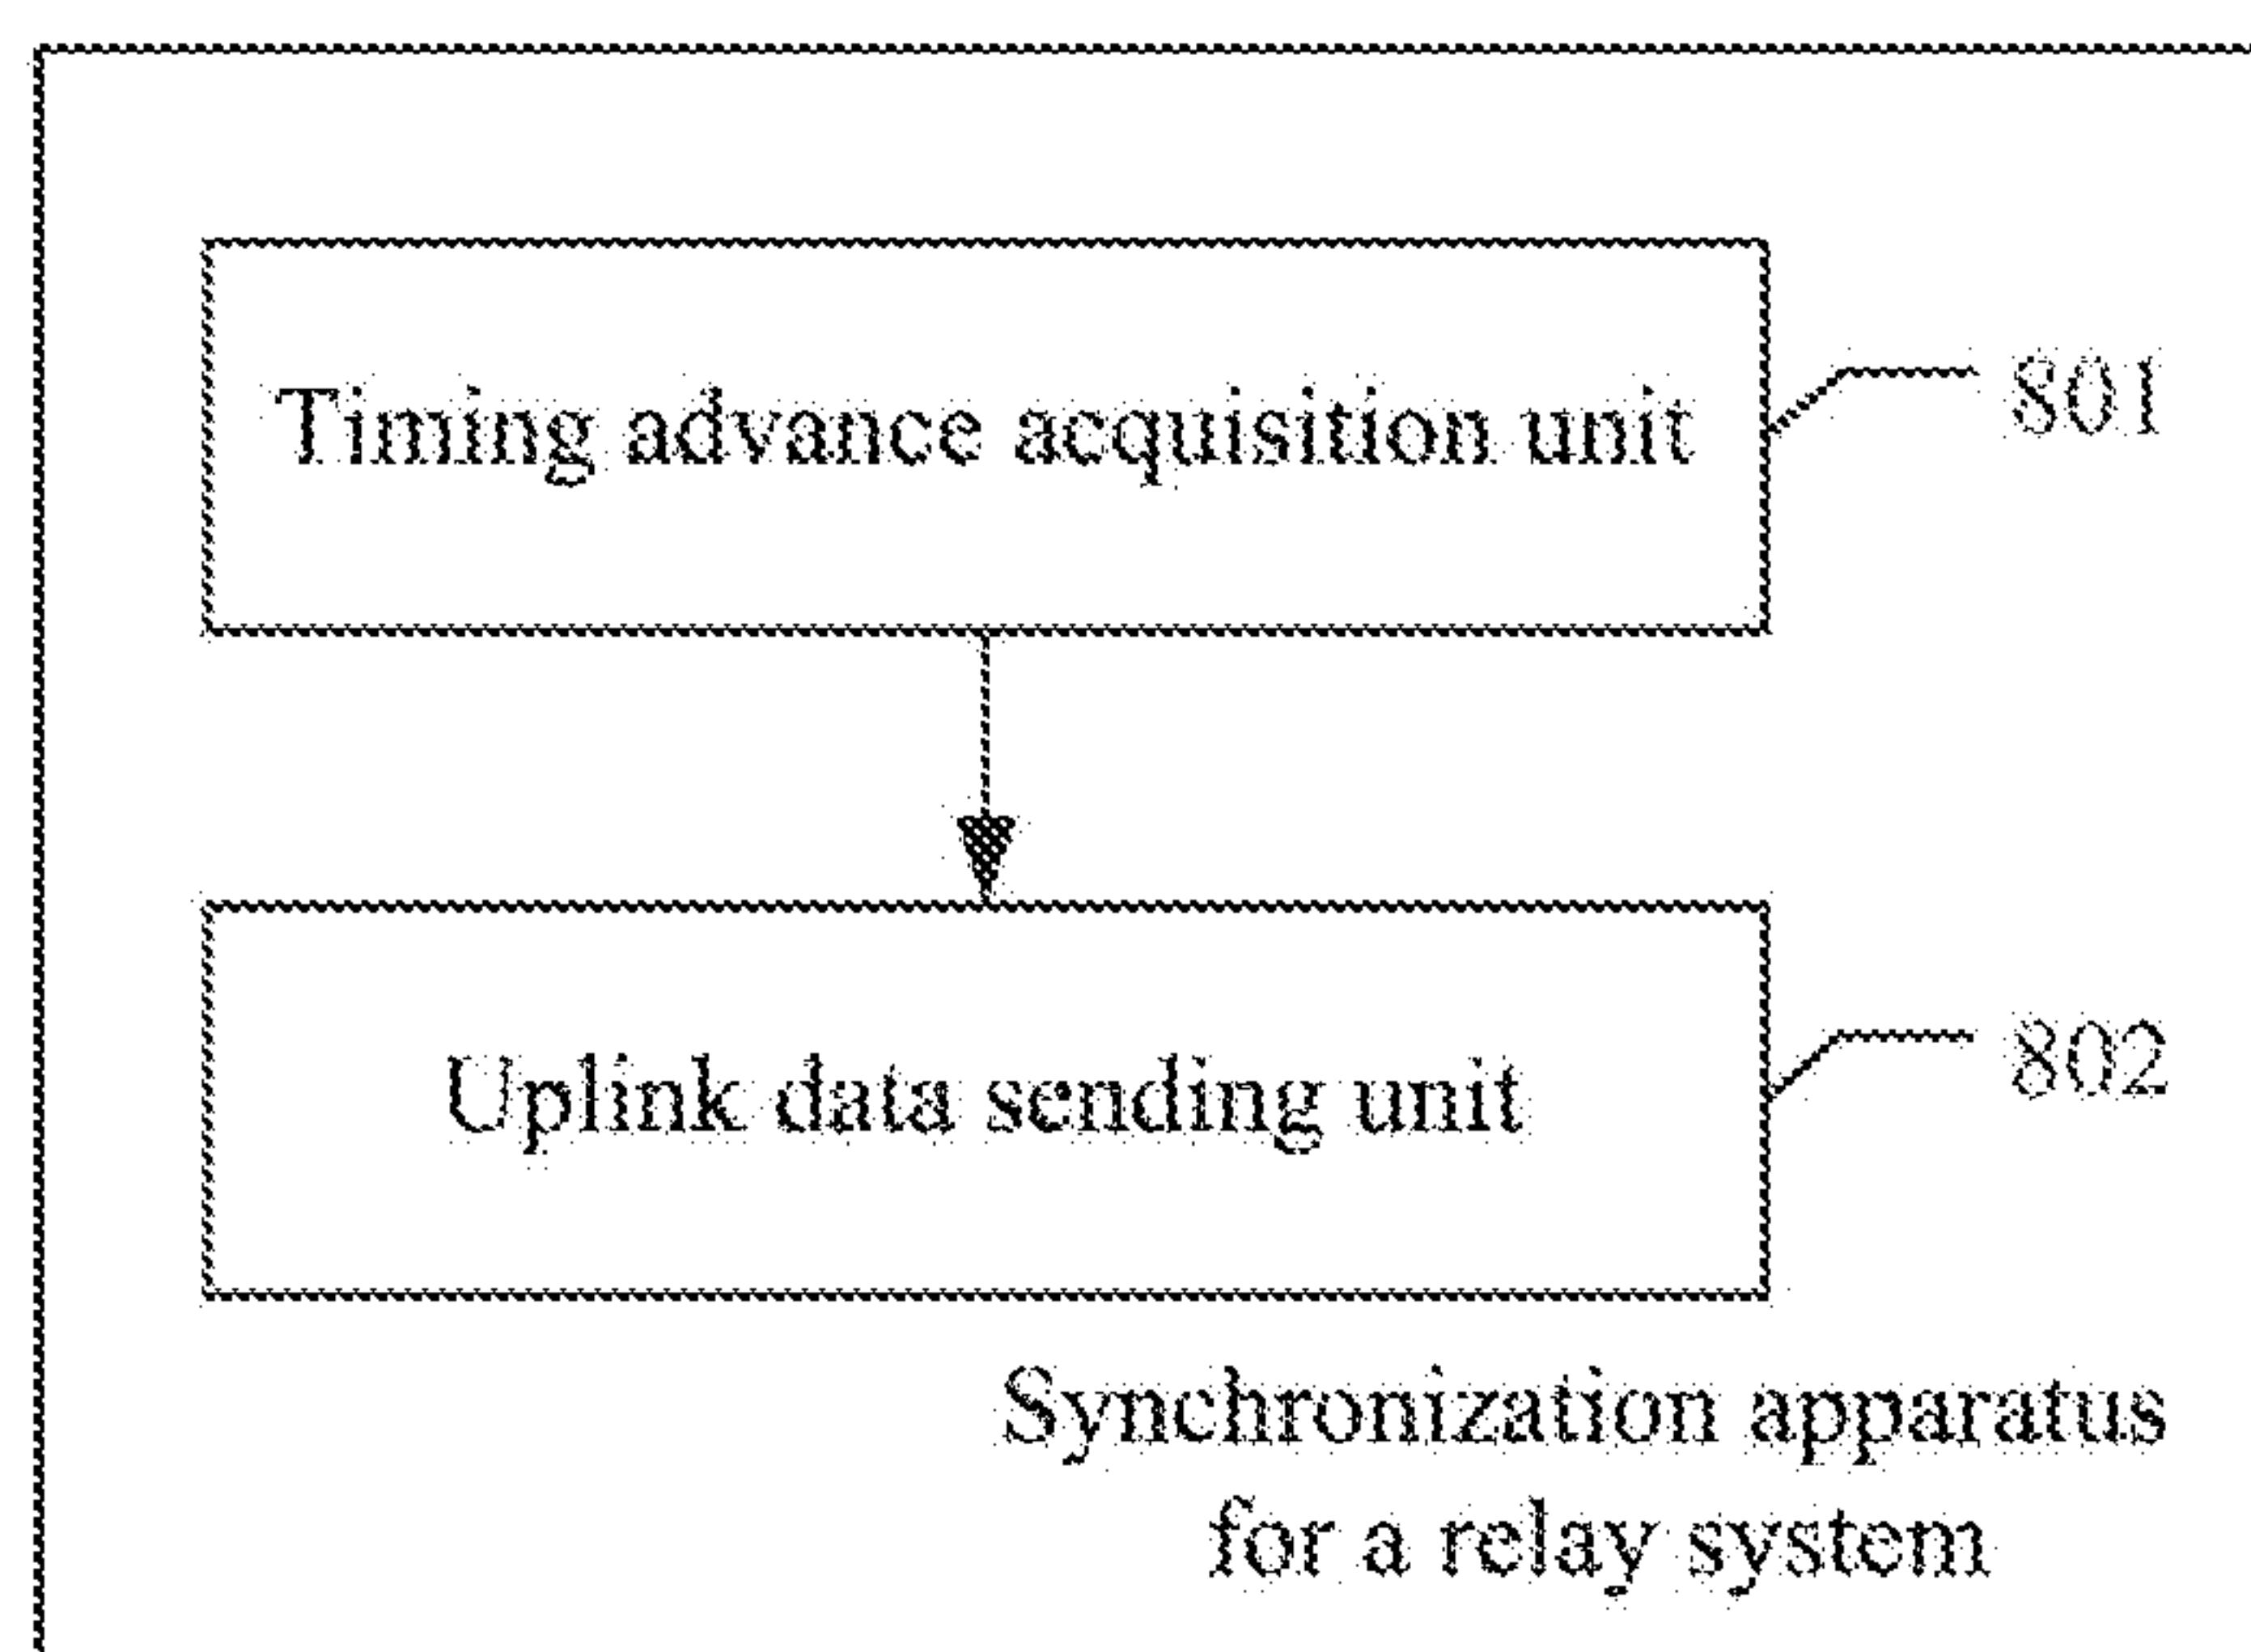 Timing advance acquisition unit
801
Uplink data sending unit
802
Synchronization apparatus
for a relay system